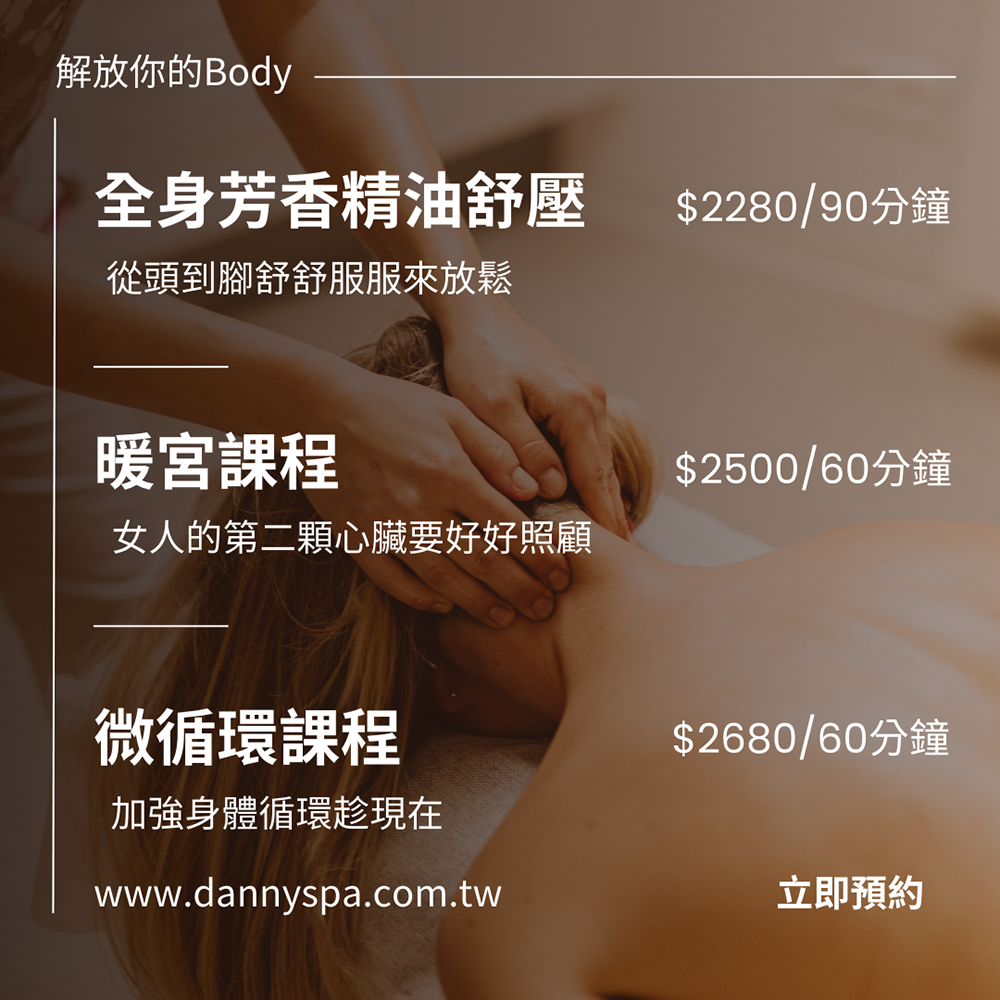 解放你的Body
全身芳香精油舒壓
$2280/90分鐘
從頭到腳舒舒服服來放鬆
暖宮課程
$2500/60分鐘
女人的第二顆心臟要好好照顧
微循環課程
$2680/60分鐘
加強身體循環趁現在
www.dannyspa.com.tw
立即預約